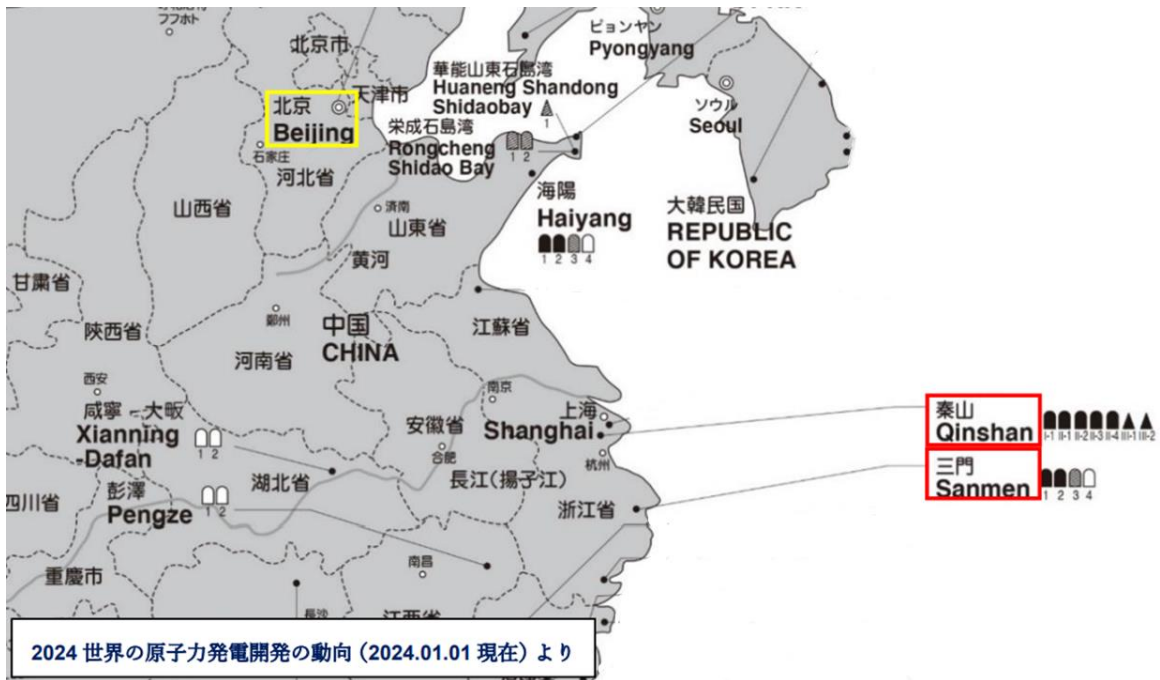 フフホト
ピョンヤン
Pyongyang
北京市
華能山東石島湾
Huaneng Shandong
Shidaobay
1
天津市
北京
Beijing
ソウル
Seoul
栄成石島湾
Rongcheng
Shidao Bay
1 2
石家庄
河北省
海陽
Haiyang
1 2 3 4
大韓民国
REPUBLIC
OF KOREA
山西省
済南
山東省
黄河
甘粛省
鄭州
中国
CHINA
江蘇省
陝西省
河南省
西安
南京
咸寧-大畈
Xianning
-Dafan
1 2
安徽省
合肥
上海
Shanghai
秦山
Qinshan
I-1 II-1 II-2 II-3 II-4 III-1 III-2
杭州
三門
Sanmen
1 2 3 4
四川省
湖北省
長江(揚子江)
彭澤
Pengze
1 2
浙江省
重慶市
南昌
長沙
江西省
2024 世界の原子力発電開発の動向（2024.01.01 現在）より